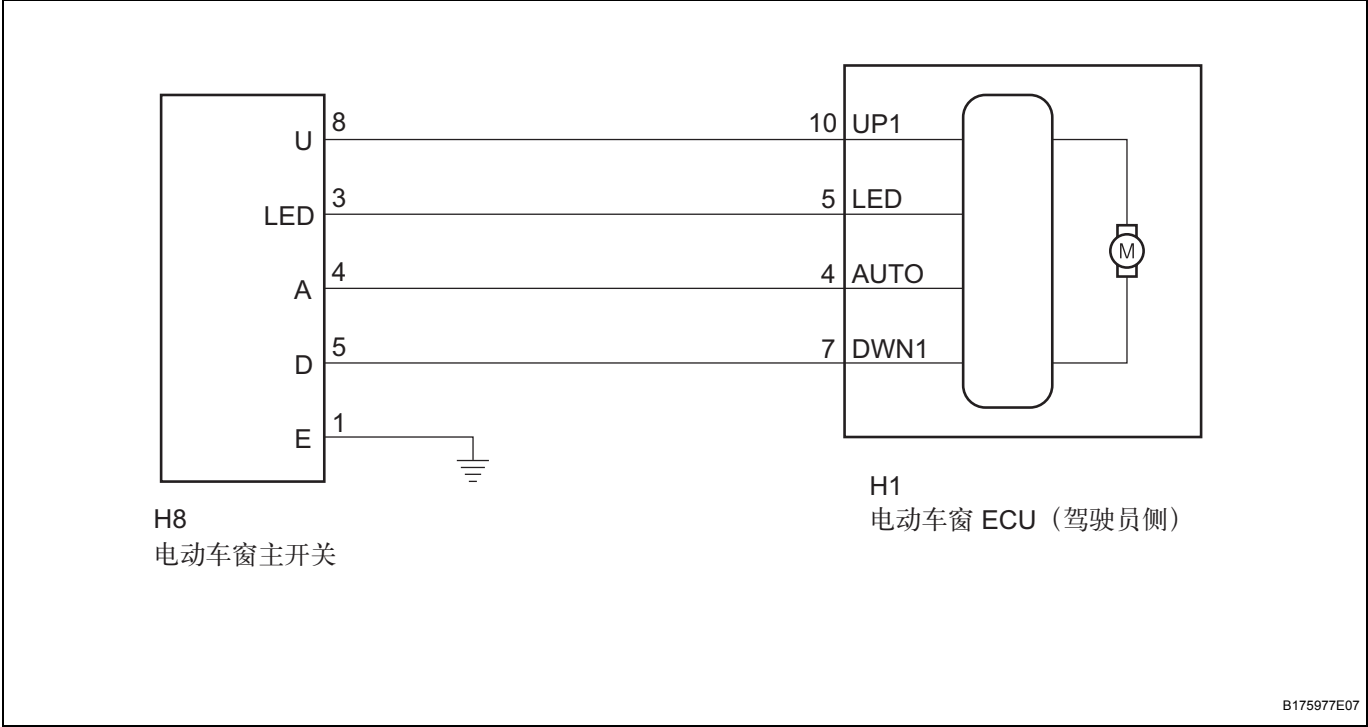 U 8 10 UP1
LED 3 5 LED
A 4 4 AUTO
D 5 7 DWN1
E 1
M
H8
电动车窗主开关
H1
电动车窗 ECU（驾驶员侧）
B175977E07